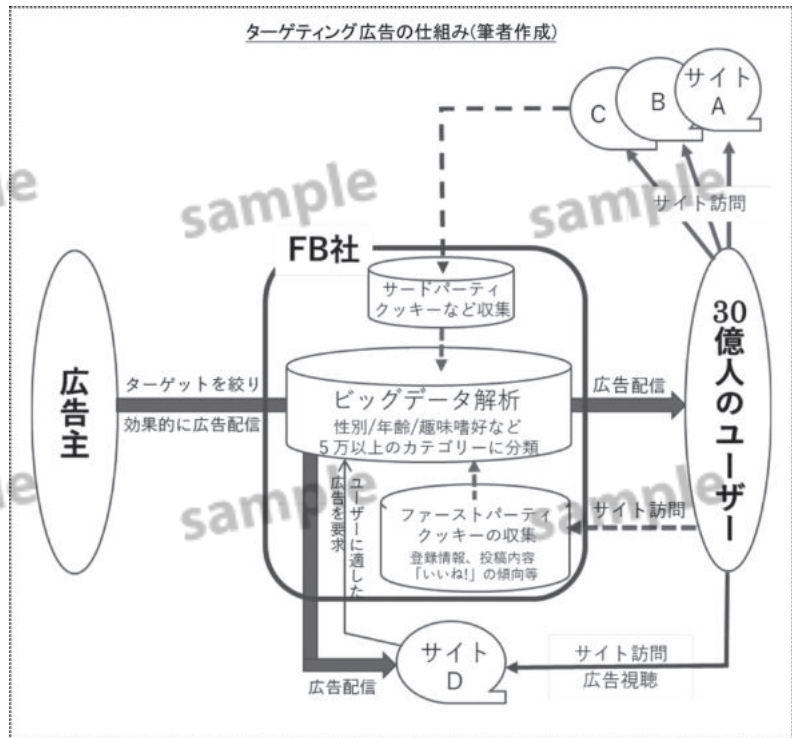 ターゲティング広告の仕組み(筆者作成)
サイト
A
B
C
サイト訪問
FB社
サードパーティ
クッキーなど収集
広告主
ターゲットを絞り
効果的に広告配信
ビッグデータ解析
性別/年齢/趣味嗜好など
5万以上のカテゴリーに分類
広告配信
30億人のユーザー
ユーザーに適した
広告を要求
ファーストパーティ
クッキーの収集
登録情報、投稿内容
「いいね!」の傾向等
サイト訪問
サイト
D
広告配信
サイト訪問
広告視聴
sample
sample
sample
sample